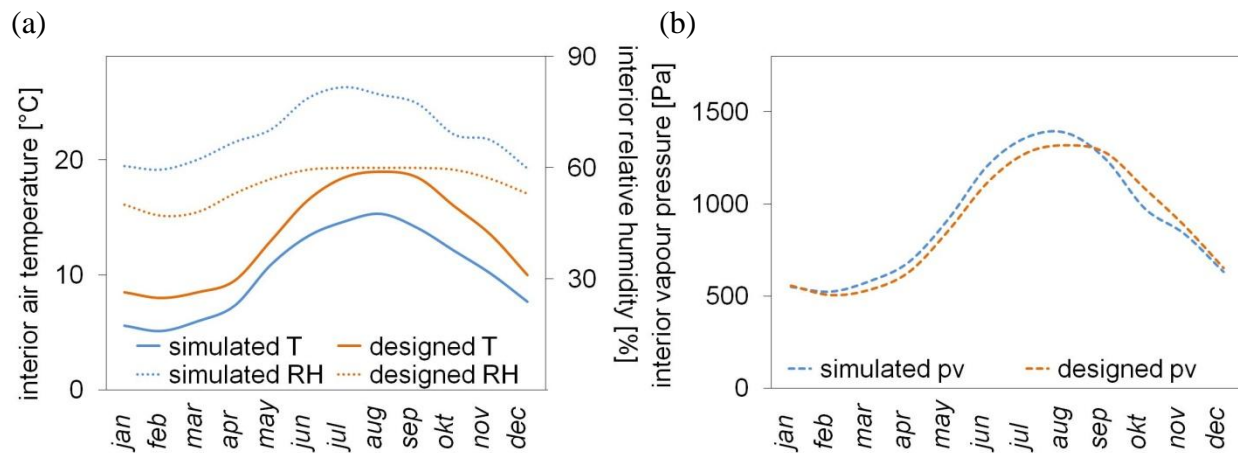 (a)
interior air temperature [°C]
20
10
0
90
60
30
interior relative humidity [%]
simulated T
designed T
simulated RH
designed RH
jan
feb
mar
apr
may
jun
jul
aug
sep
okt
nov
dec
(b)
interior vapour pressure [Pa]
1500
1000
500
0
simulated pv
designed pv
jan
feb
mar
apr
may
jun
jul
aug
sep
okt
nov
dec